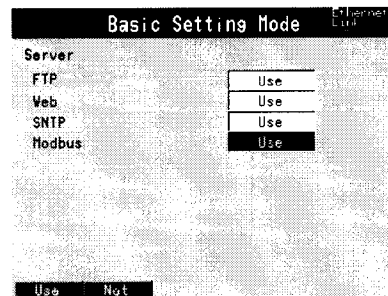 Basic Setting Mode
Ethernet
Link
Server
FTP Use
Web Use
SNTP Use
Modbus Use
Use Not